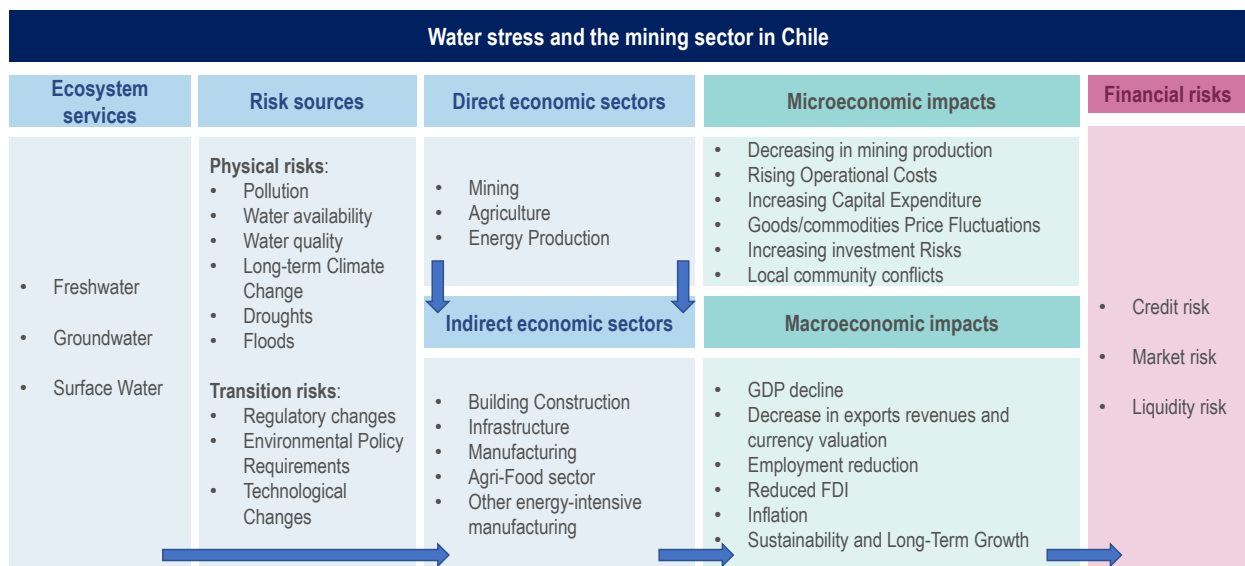 Water stress and the mining sector in Chile
Ecosystem
services
Freshwater
Groundwater
Surface Water
Risk sources
Physical risks:
• Pollution
• Water availability
• Water quality
• Long-term Climate
Change
• Droughts
• Floods
Transition risks:
• Regulatory changes
• Environmental Policy
Requirements
• Technological
Changes
Direct economic sectors
• Mining
• Agriculture
• Energy Production
Indirect economic sectors
• Building Construction
• Infrastructure
• Manufacturing
• Agri-Food sector
• Other energy-intensive
manufacturing
Microeconomic impacts
• Decreasing in mining production
• Rising Operational Costs
• Increasing Capital Expenditure
• Goods/commodities Price Fluctuations
• Increasing investment Risks
• Local community conflicts
Macroeconomic impacts
• GDP decline
• Decrease in exports revenues and
currency valuation
• Employment reduction
• Reduced FDI
• Inflation
• Sustainability and Long-Term Growth
Financial risks
• Credit risk
• Market risk
• Liquidity risk